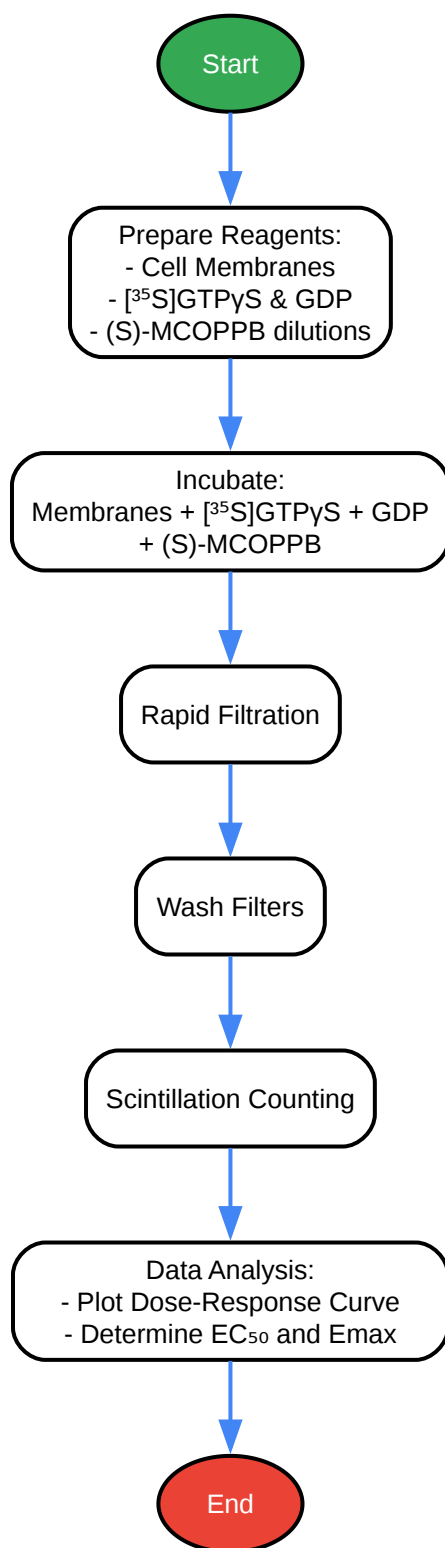 Start
Prepare Reagents:
- Cell Membranes
- [³⁵S]GTPγS & GDP
- (S)-MCOPPB dilutions
Incubate:
Membranes + [³⁵S]GTPγS + GDP
+ (S)-MCOPPB
Rapid Filtration
Wash Filters
Scintillation Counting
Data Analysis:
- Plot Dose-Response Curve
- Determine EC₅₀ and Emax
End